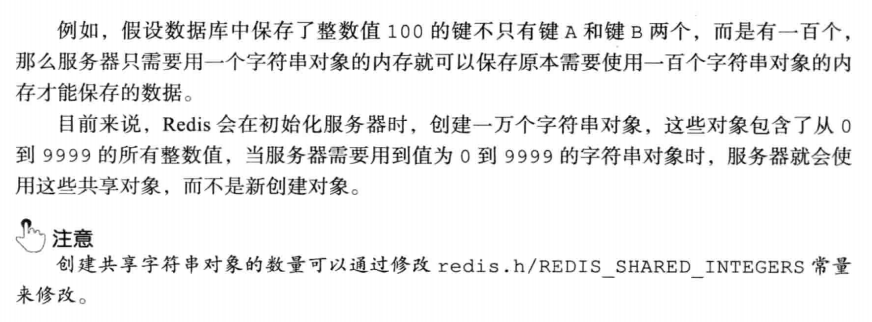 例如，假设数据库中保存了整数值 100 的键不只有键 A 和键 B 两个，而是有一百个，
那么服务器只需要用一个字符串对象的内存就可以保存原本需要使用一百个字符串对象的内
存才能保存的数据。
目前来说，Redis 会在初始化服务器时，创建一万个字符串对象，这些对象包含了从 0
到 9999 的所有整数值，当服务器需要用到值为 0 到 9999 的字符串对象时，服务器就会使
用这些共享对象，而不是新创建对象。
注意
创建共享字符串对象的数量可以通过修改 redis.h/REDIS_SHARED_INTEGERS 常量
来修改。